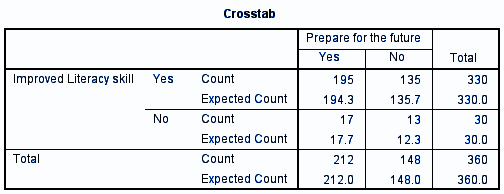 Crosstab
Prepare for the future
Yes No Total
Improved Literacy skill Yes Count 195 135 330
Expected Count 194.3 135.7 330.0
No Count 17 13 30
Expected Count 17.7 12.3 30.0
Total Count 212 148 360
Expected Count 212.0 148.0 360.0